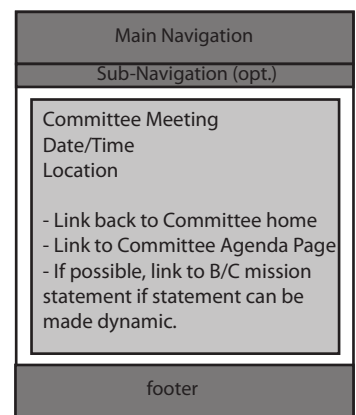 Main Navigation
Sub-Navigation (opt.)
Committee Meeting
Date/Time
Location
- Link back to Committee home
- Link to Committee Agenda Page
- If possible, link to B/C mission
statement if statement can be
made dynamic.
footer